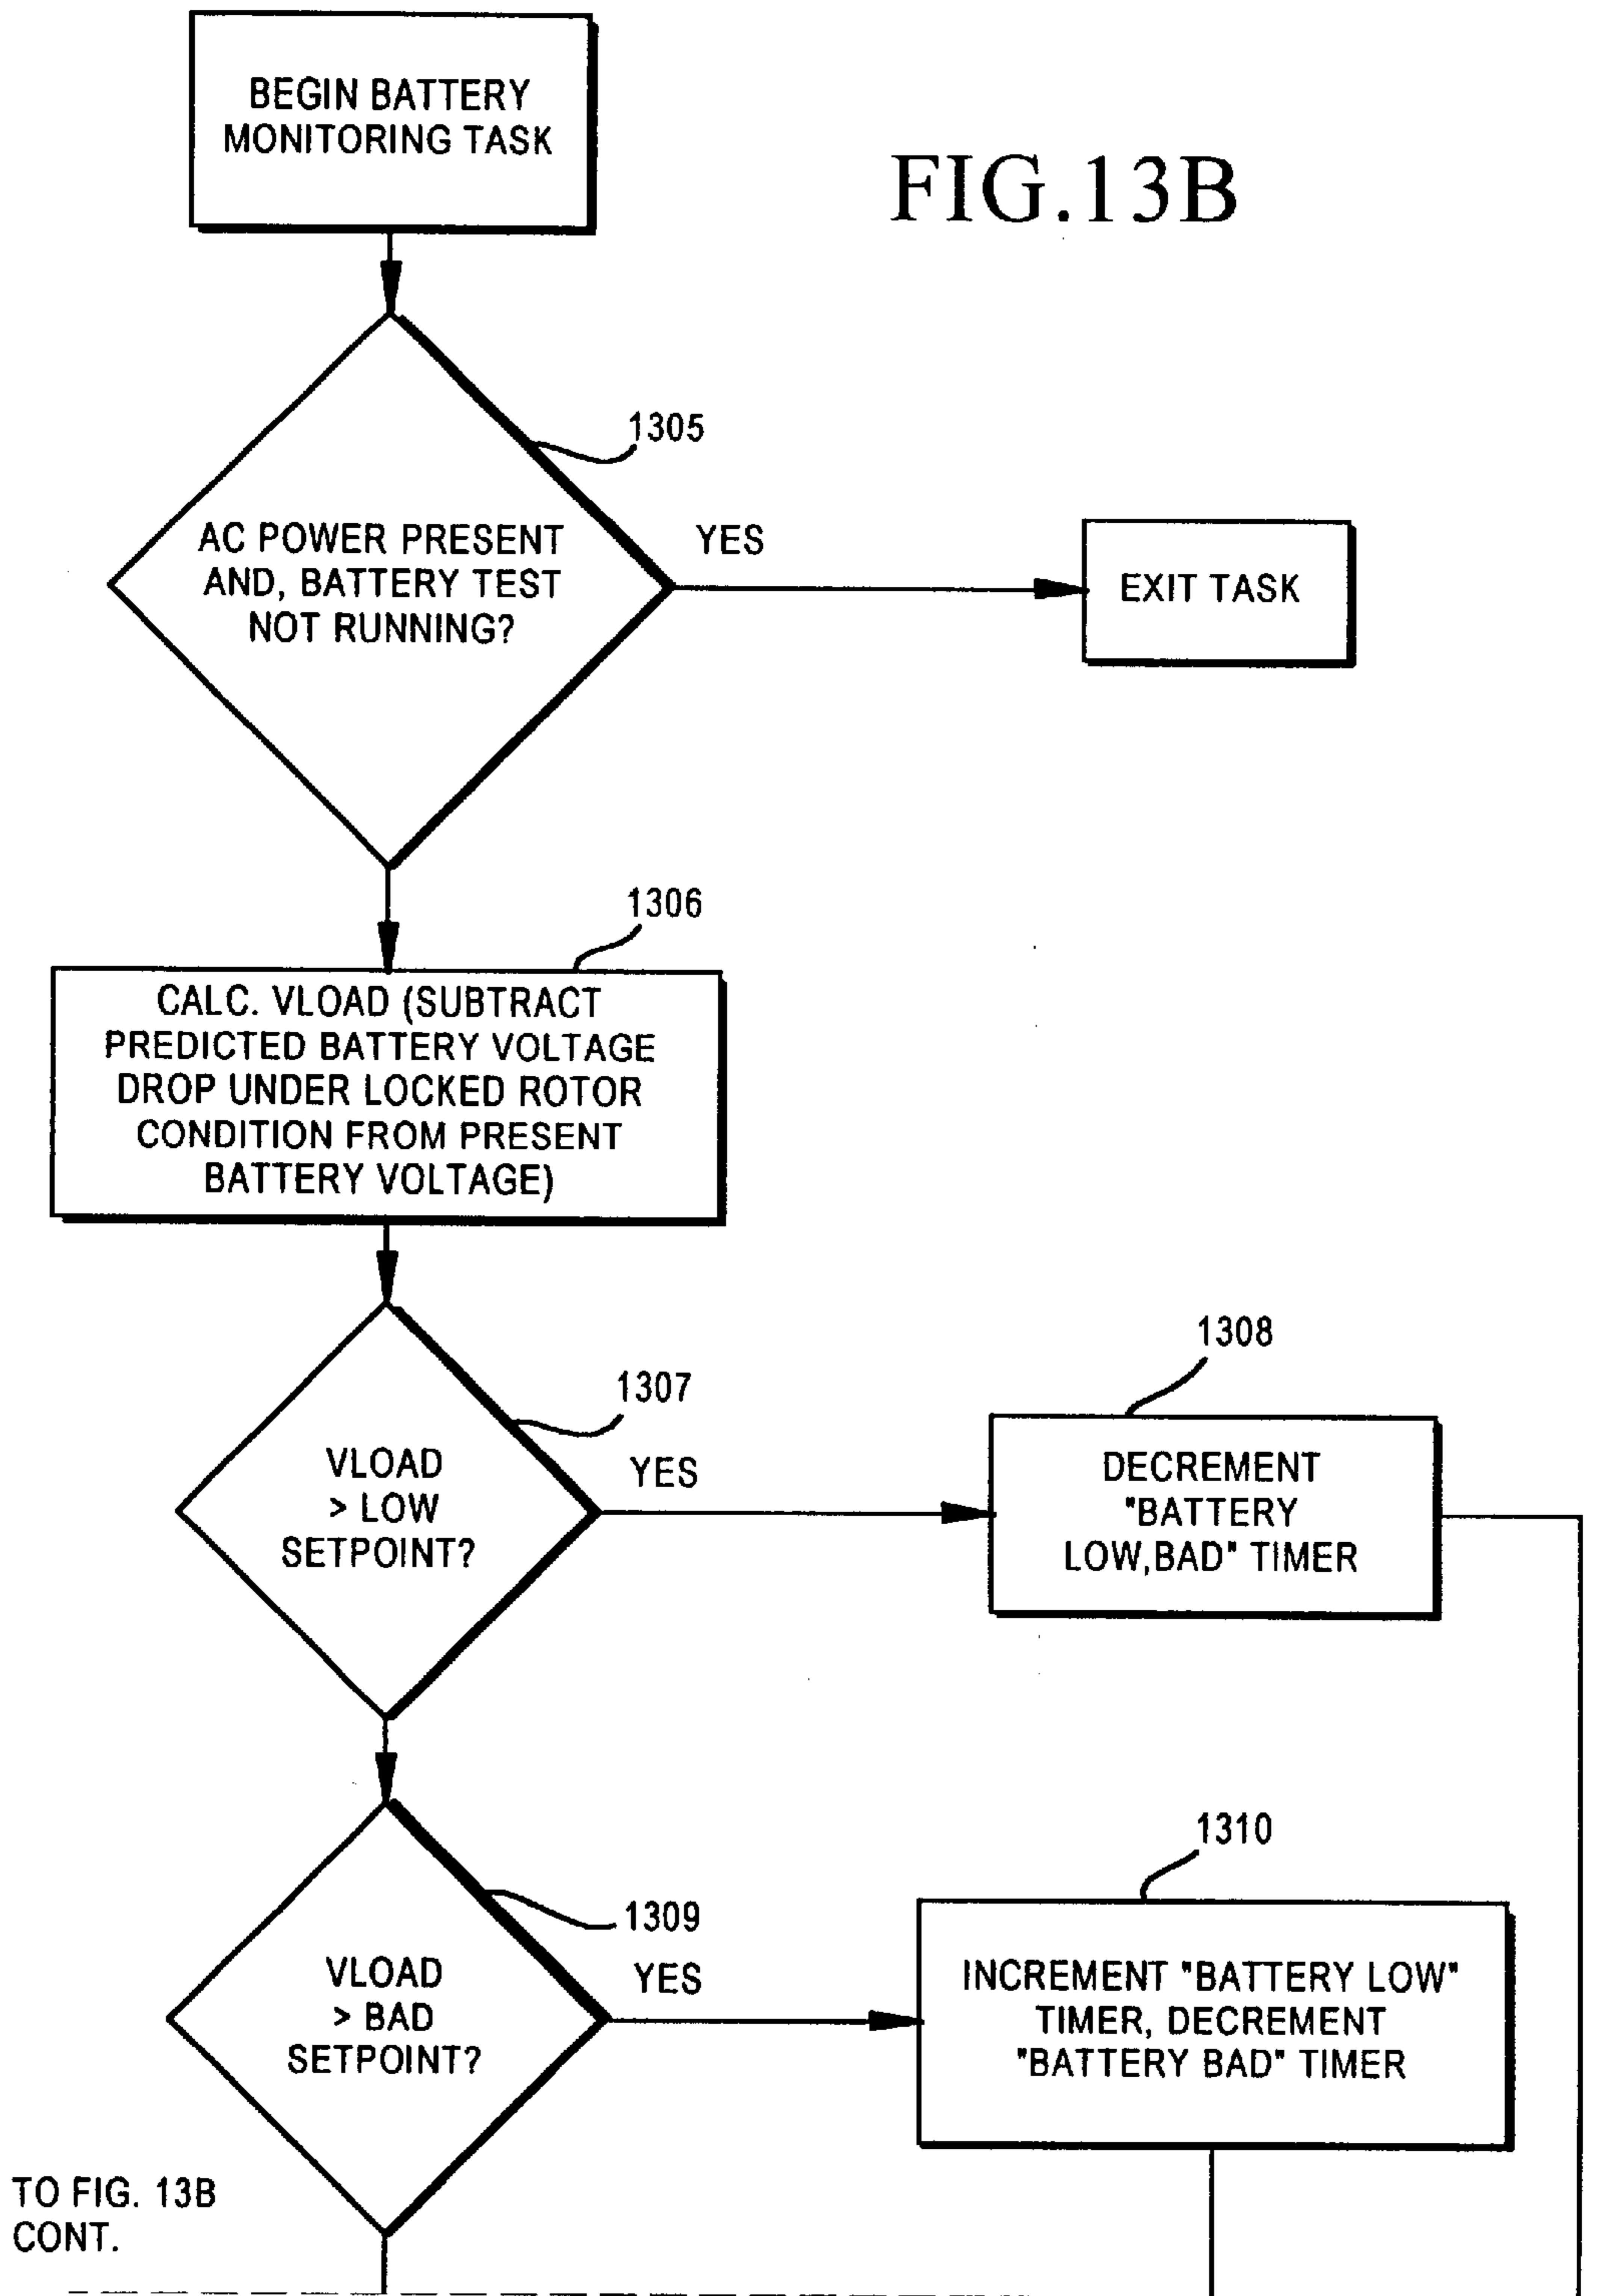 BEGIN BATTERY
MONITORING TASK
FIG.13B
1305
AC POWER PRESENT
AND, BATTERY TEST
NOT RUNNING?
YES
EXIT TASK
1306
CALC. VLOAD (SUBTRACT
PREDICTED BATTERY VOLTAGE
DROP UNDER LOCKED ROTOR
CONDITION FROM PRESENT
BATTERY VOLTAGE)
1307
VLOAD
> LOW
SETPOINT?
YES
1308
DECREMENT
"BATTERY
LOW,BAD" TIMER
1309
VLOAD
> BAD
SETPOINT?
YES
1310
INCREMENT "BATTERY LOW"
TIMER, DECREMENT
"BATTERY BAD" TIMER
TO FIG. 13B
CONT.